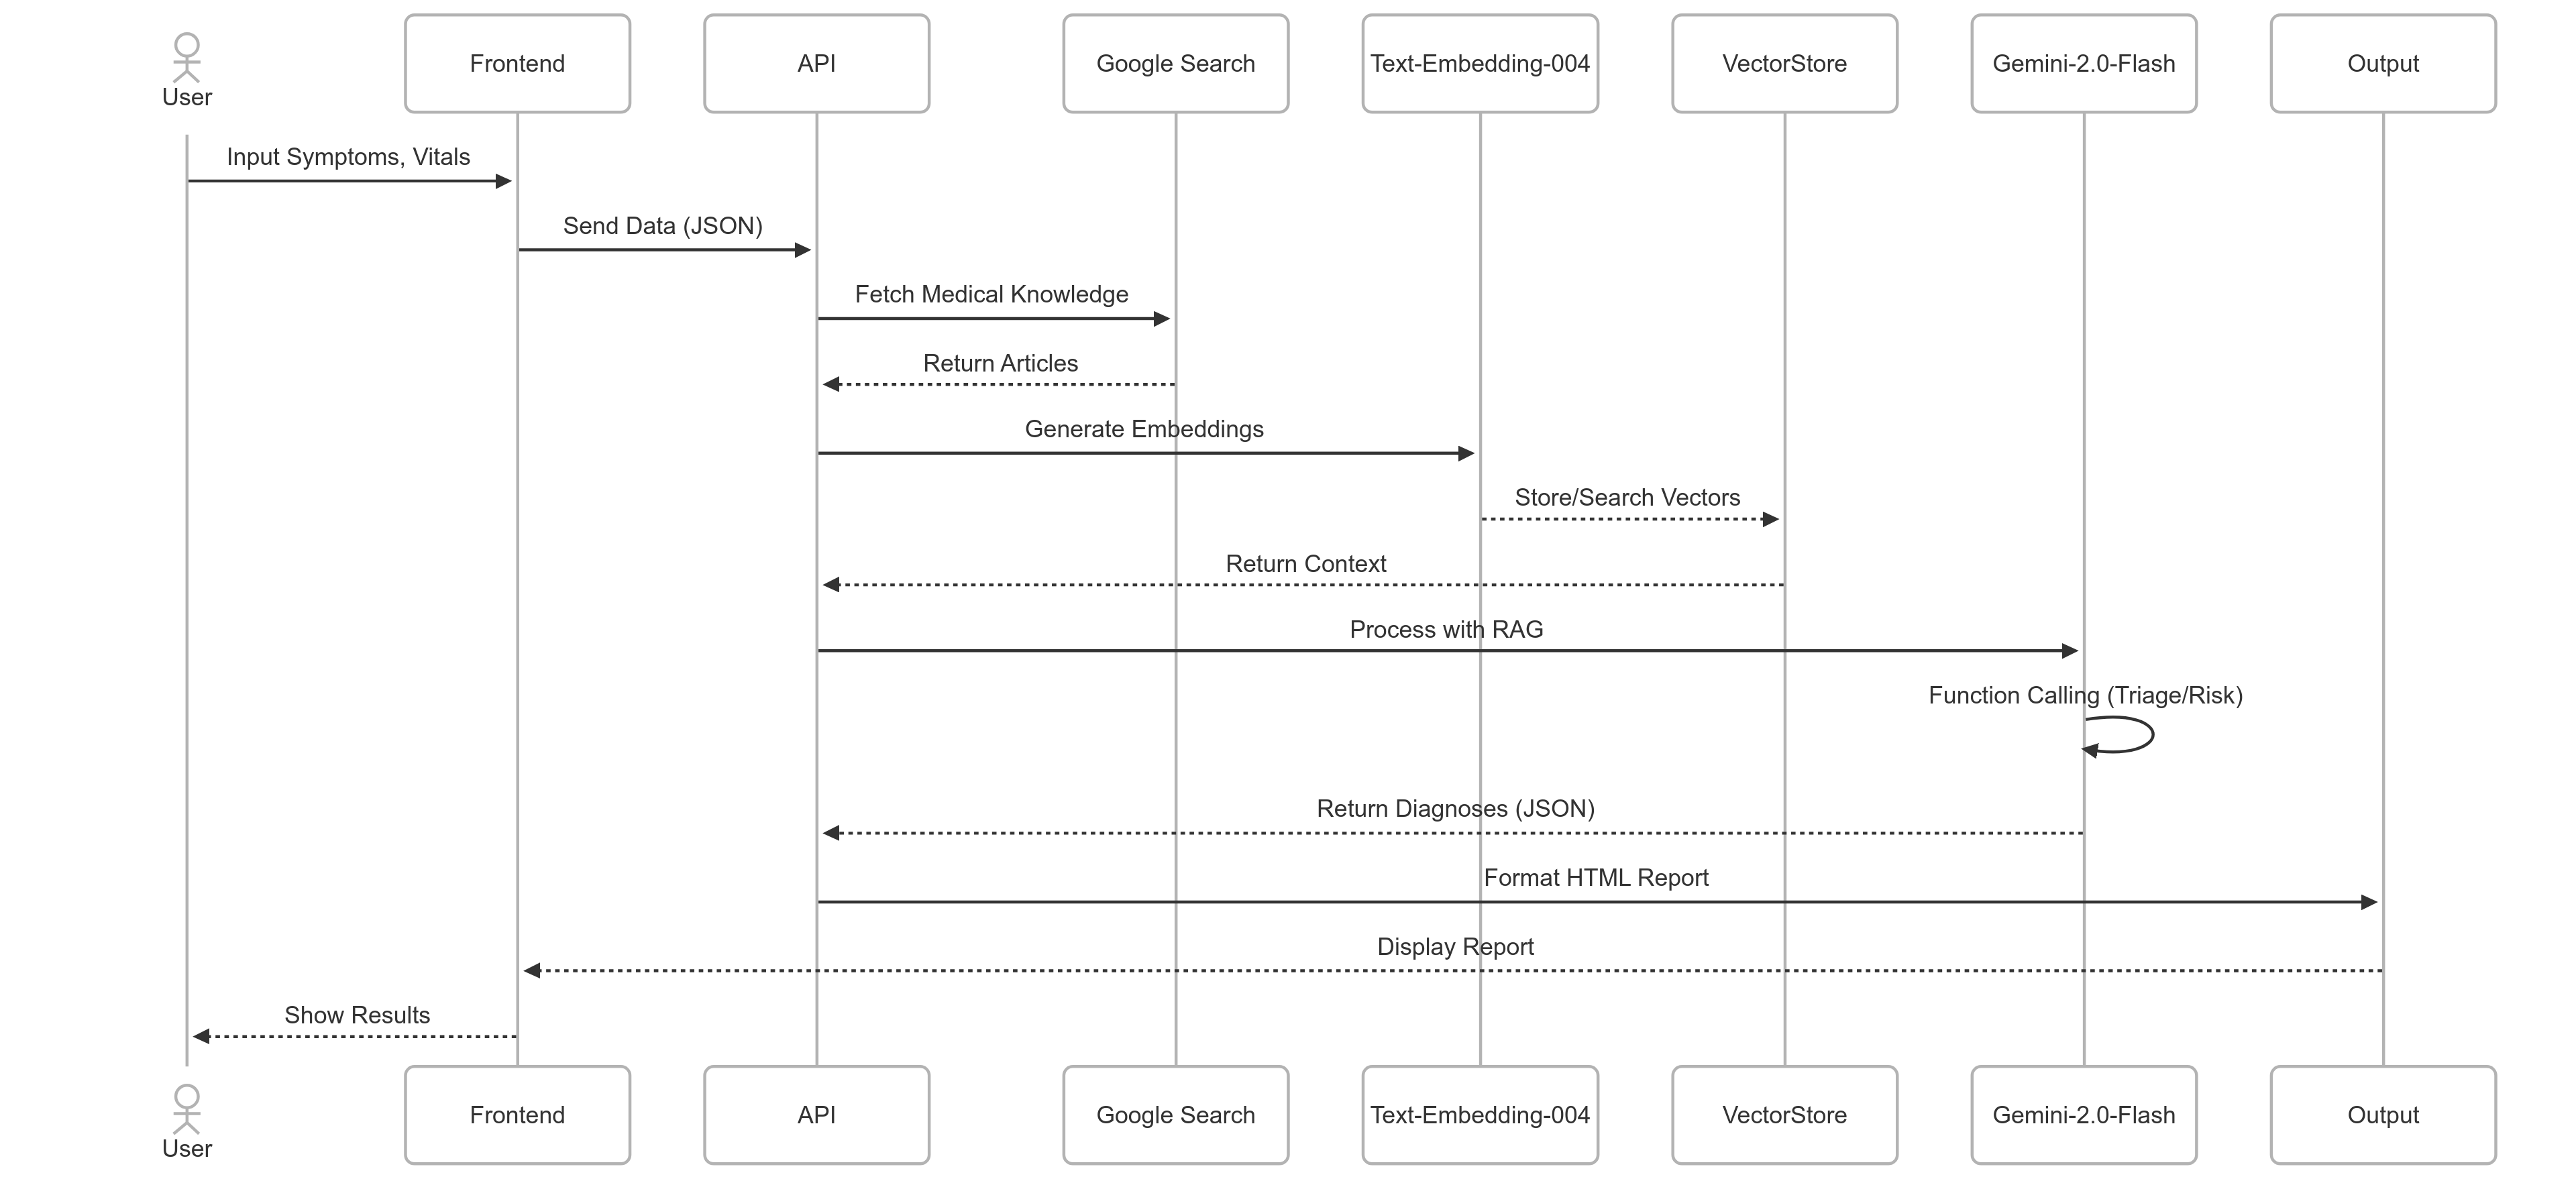 User
Frontend
API
Google Search
Text-Embedding-004
VectorStore
Gemini-2.0-Flash
Output
Input Symptoms, Vitals
Send Data (JSON)
Fetch Medical Knowledge
Return Articles
Generate Embeddings
Store/Search Vectors
Return Context
Process with RAG
Function Calling (Triage/Risk)
Return Diagnoses (JSON)
Format HTML Report
Display Report
Show Results
User
Frontend
API
Google Search
Text-Embedding-004
VectorStore
Gemini-2.0-Flash
Output